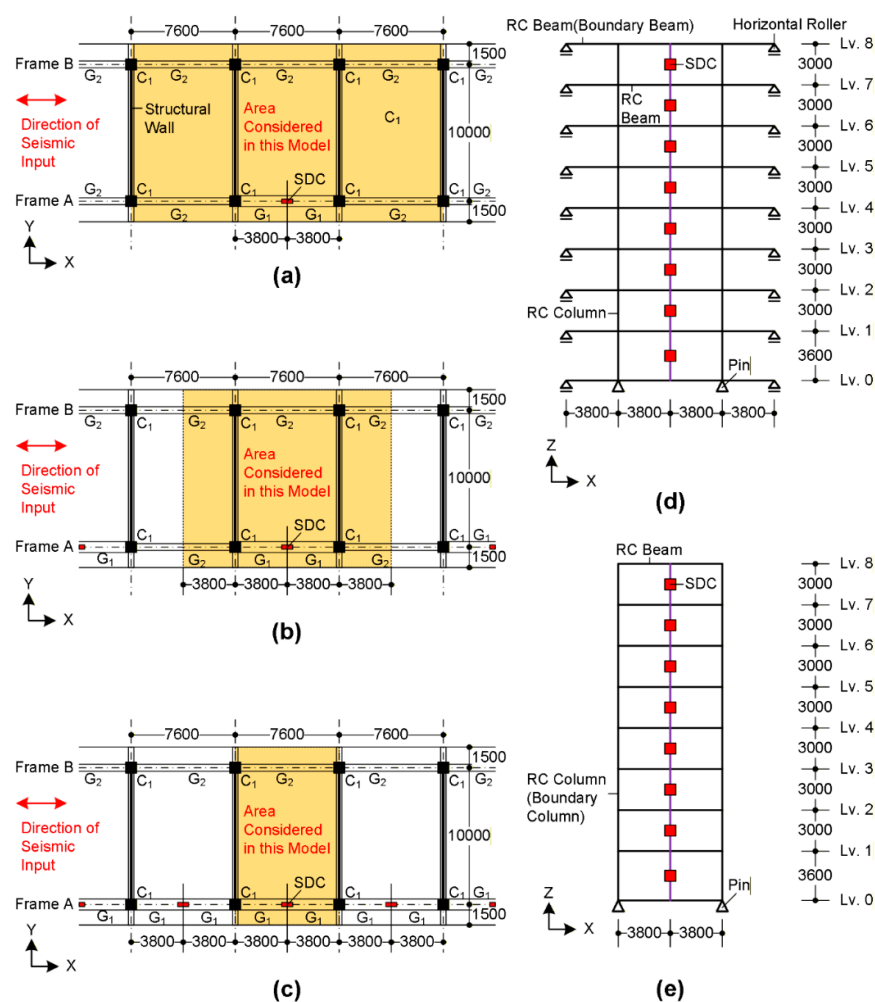 7600 7600 7600
Frame B
1500
G₂ C₁ G₂ C₁ G₂ C₁ G₂ C₁ G₂
Structural
Wall
Area
Considered
in this Model
C₁
10000
Direction of
Seismic
Input
Frame A
G₂ C₁ C₁ SDC C₁ C₁ G₂
G₂ G₁ G₁ G₂
1500
3800 3800
Y
X
(a)
7600 7600 7600
Frame B
1500
G₂ C₁ G₂ C₁ G₂ C₁ G₂ C₁ G₂
Area
Considered
in this Model
10000
Direction of
Seismic
Input
Frame A
C₁ C₁ SDC C₁ C₁ G₁
G₁ G₂ G₁ G₁ G₂
1500
3800 3800 3800 3800
Y
X
(b)
7600 7600 7600
Frame B
1500
G₂ C₁ G₂ C₁ G₂ C₁ G₂ C₁ G₂
Area
Considered
in this Model
10000
Direction of
Seismic
Input
Frame A
C₁ C₁ SDC C₁ C₁ G₁
G₁ G₁ G₁ G₁ G₁ G₁ G₁
1500
3800 3800 3800 3800 3800 3800
Y
X
(c)
RC Beam(Boundary Beam) Horizontal Roller
Lv. 8
SDC 3000
Lv. 7
RC
Beam
3000
Lv. 6
3000
Lv. 5
3000
Lv. 4
3000
Lv. 3
3000
Lv. 2
RC Column 3000
Lv. 1
3600
Pin
Lv. 0
3800 3800 3800 3800
Z
X
(d)
RC Beam
Lv. 8
SDC 3000
Lv. 7
3000
Lv. 6
3000
Lv. 5
3000
Lv. 4
3000
Lv. 3
RC Column
(Boundary
Column)
3000
Lv. 2
3000
Lv. 1
3600
Pin
Lv. 0
3800 3800
Z
X
(e)